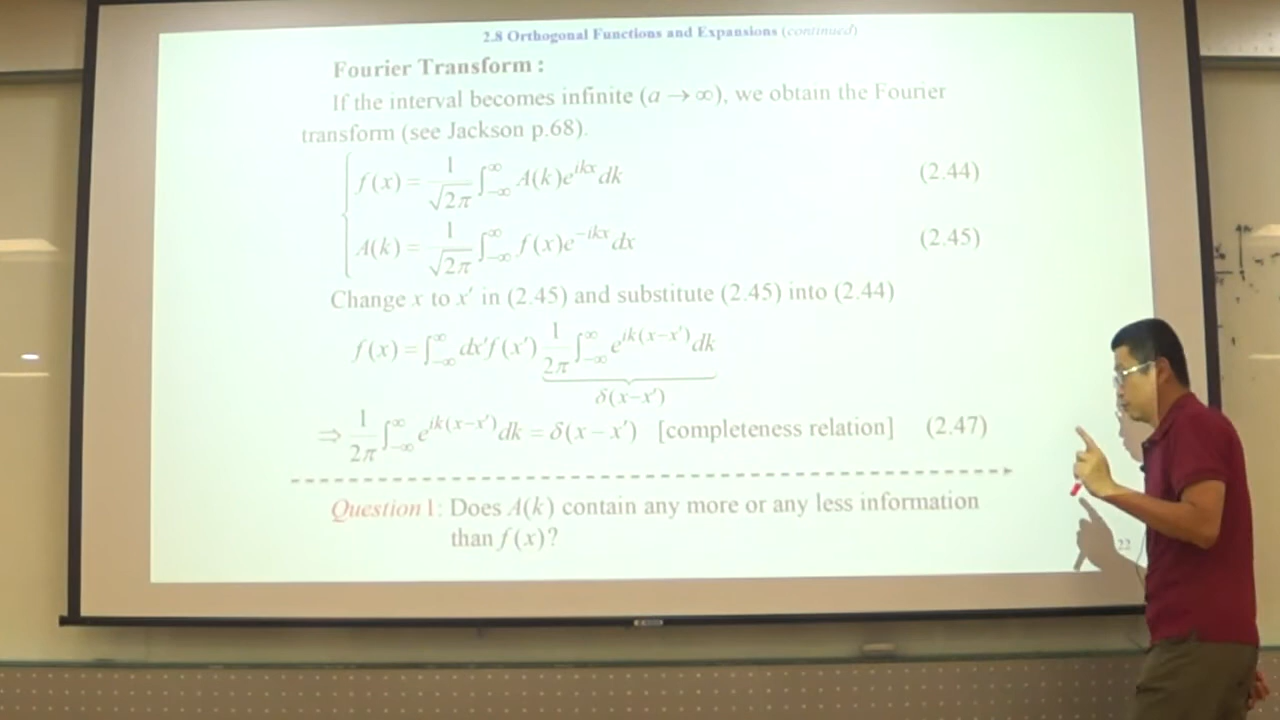 2.8 Orthogonal Functions and Expansions (continued)
Fourier Transform :
If the interval becomes infinite (a → ∞), we obtain the Fourier
transform (see Jackson p.68).
f(x) = 1/√2π ∫_{-∞}^{∞} A(k)e^{ikx} dk (2.44)
A(k) = 1/√2π ∫_{-∞}^{∞} f(x)e^{-ikx} dx (2.45)
Change x to x′ in (2.45) and substitute (2.45) into (2.44)
f(x) = ∫_{-∞}^{∞} dx′f(x′) 1/2π ∫_{-∞}^{∞} e^{ik(x-x′)} dk
δ(x-x′)
⇒ 1/2π ∫_{-∞}^{∞} e^{ik(x-x′)} dk = δ(x-x′) [completeness relation] (2.47)
Question 1: Does A(k) contain any more or any less information
than f(x)?
22